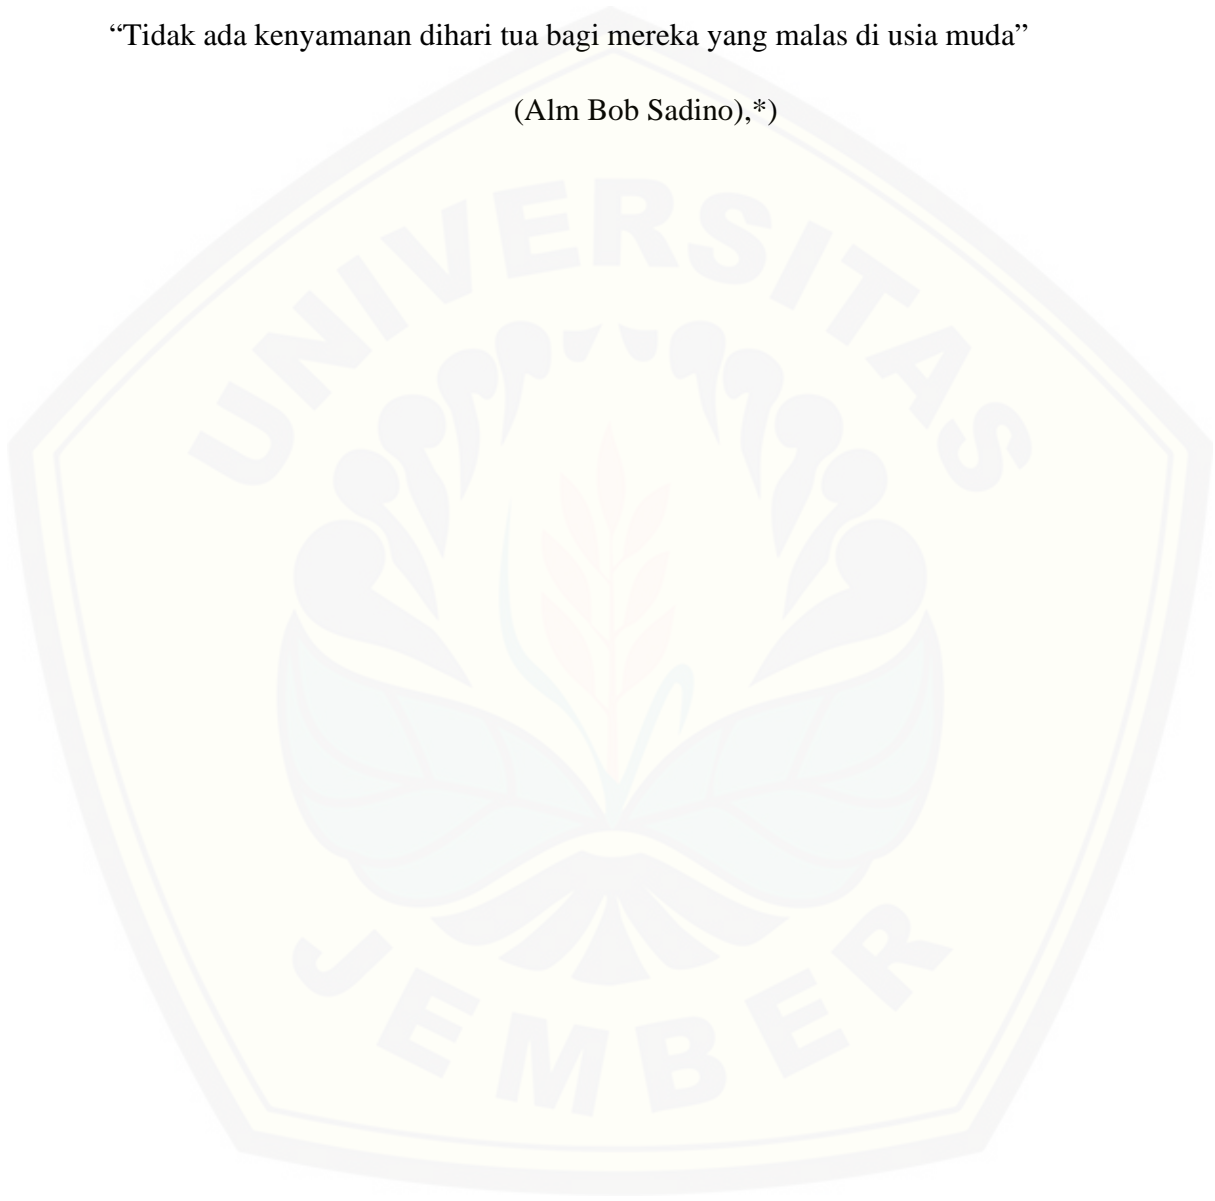 “Tidak ada kenyamanan dihari tua bagi mereka yang malas di usia muda”
(Alm Bob Sadino),*)
UNIVERSITAS
JEMBER